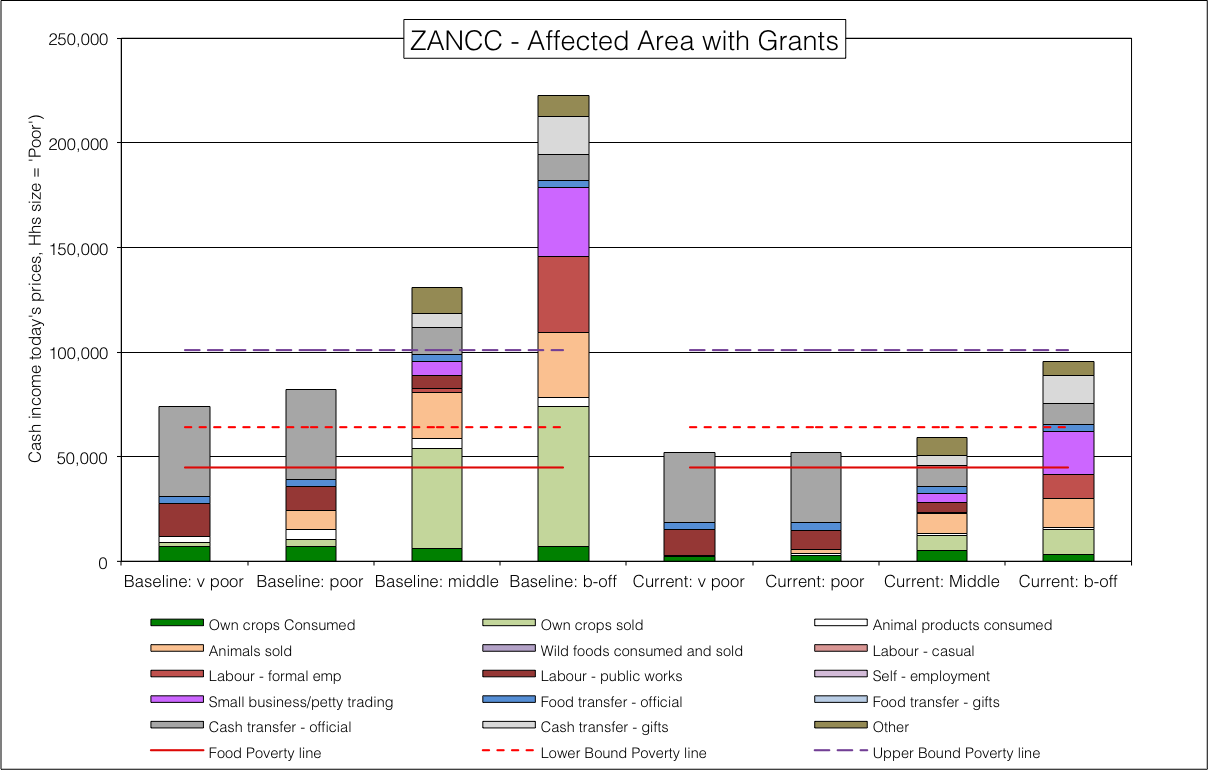 ZANCC - Affected Area with Grants
Cash income today's prices, Hhs size = 'Poor')
250,000
200,000
150,000
100,000
50,000
0
Baseline: v poor
Baseline: poor
Baseline: middle
Baseline: b-off
Current: v poor
Current: poor
Current: Middle
Current: b-off
Own crops Consumed
Own crops sold
Animal products consumed
Animals sold
Wild foods consumed and sold
Labour - casual
Labour - formal emp
Labour - public works
Self - employment
Small business/petty trading
Food transfer - official
Food transfer - gifts
Cash transfer - official
Cash transfer - gifts
Other
Food Poverty line
Lower Bound Poverty line
Upper Bound Poverty line